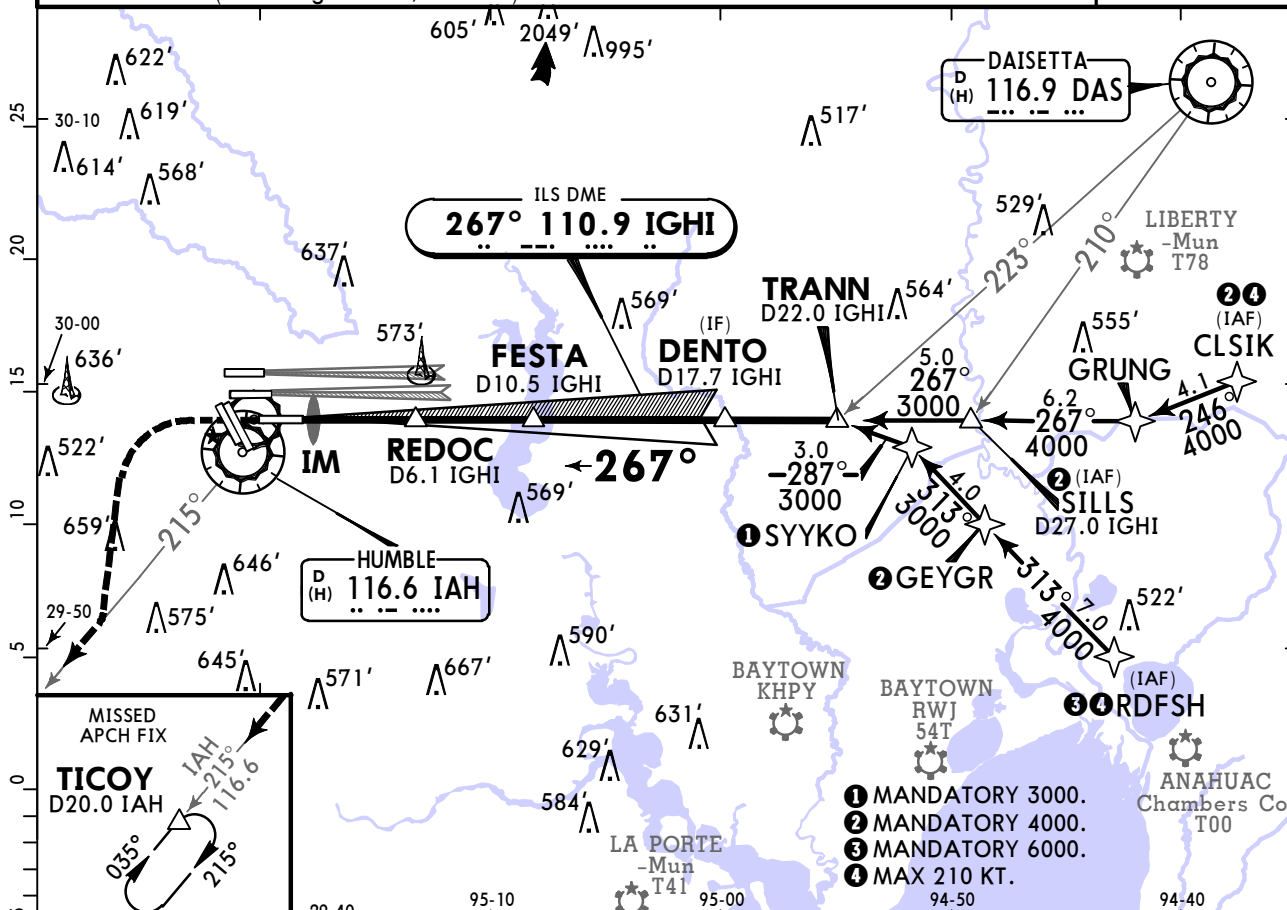 605'
2049'
995'
622'
619'
30-10
614'
568'
517'
25
DAISETTA
D
(H)
116.9 DAS
ILS DME
267° 110.9 IGHI
529'
223°
210°
LIBERTY
-Mun
T78
20
637'
TRANN
D22.0 IGHI
564'
569'
❷❹
(IAF)
CLSIK
30-00
636'
573'
FESTA
D10.5 IGHI
(IF)
DENTO
D17.7 IGHI
5.0
267°
3000
555'
GRUNG
6.2
267°
4000
4.1
246°
4000
15
522'
IM
REDOC
D6.1 IGHI
←267°
3.0
287°
3000
4.0
313°
3000
❷(IAF)
SILLS
D27.0 IGHI
569'
10
215°
659'
❶SYYKO
❷GEYGR
HUMBLE
D
(H)
116.6 IAH
646'
575'
313° 7.0
4000
522'
29-50
5
590'
645'
571'
667'
BAYTOWN
KHPY
BAYTOWN
RWJ
54T
(IAF)
❸❹RDFSH
MISSED
APCH FIX
TICOY
D20.0 IAH
IAH
215°
116.6
035°
215°
631'
629'
584'
0
ANAHUAC
Chambers Co
T00
❶ MANDATORY 3000.
❷ MANDATORY 4000.
❸ MANDATORY 6000.
❹ MAX 210 KT.
LA PORTE
-Mun
T41
95-10
95-00
94-50
94-40